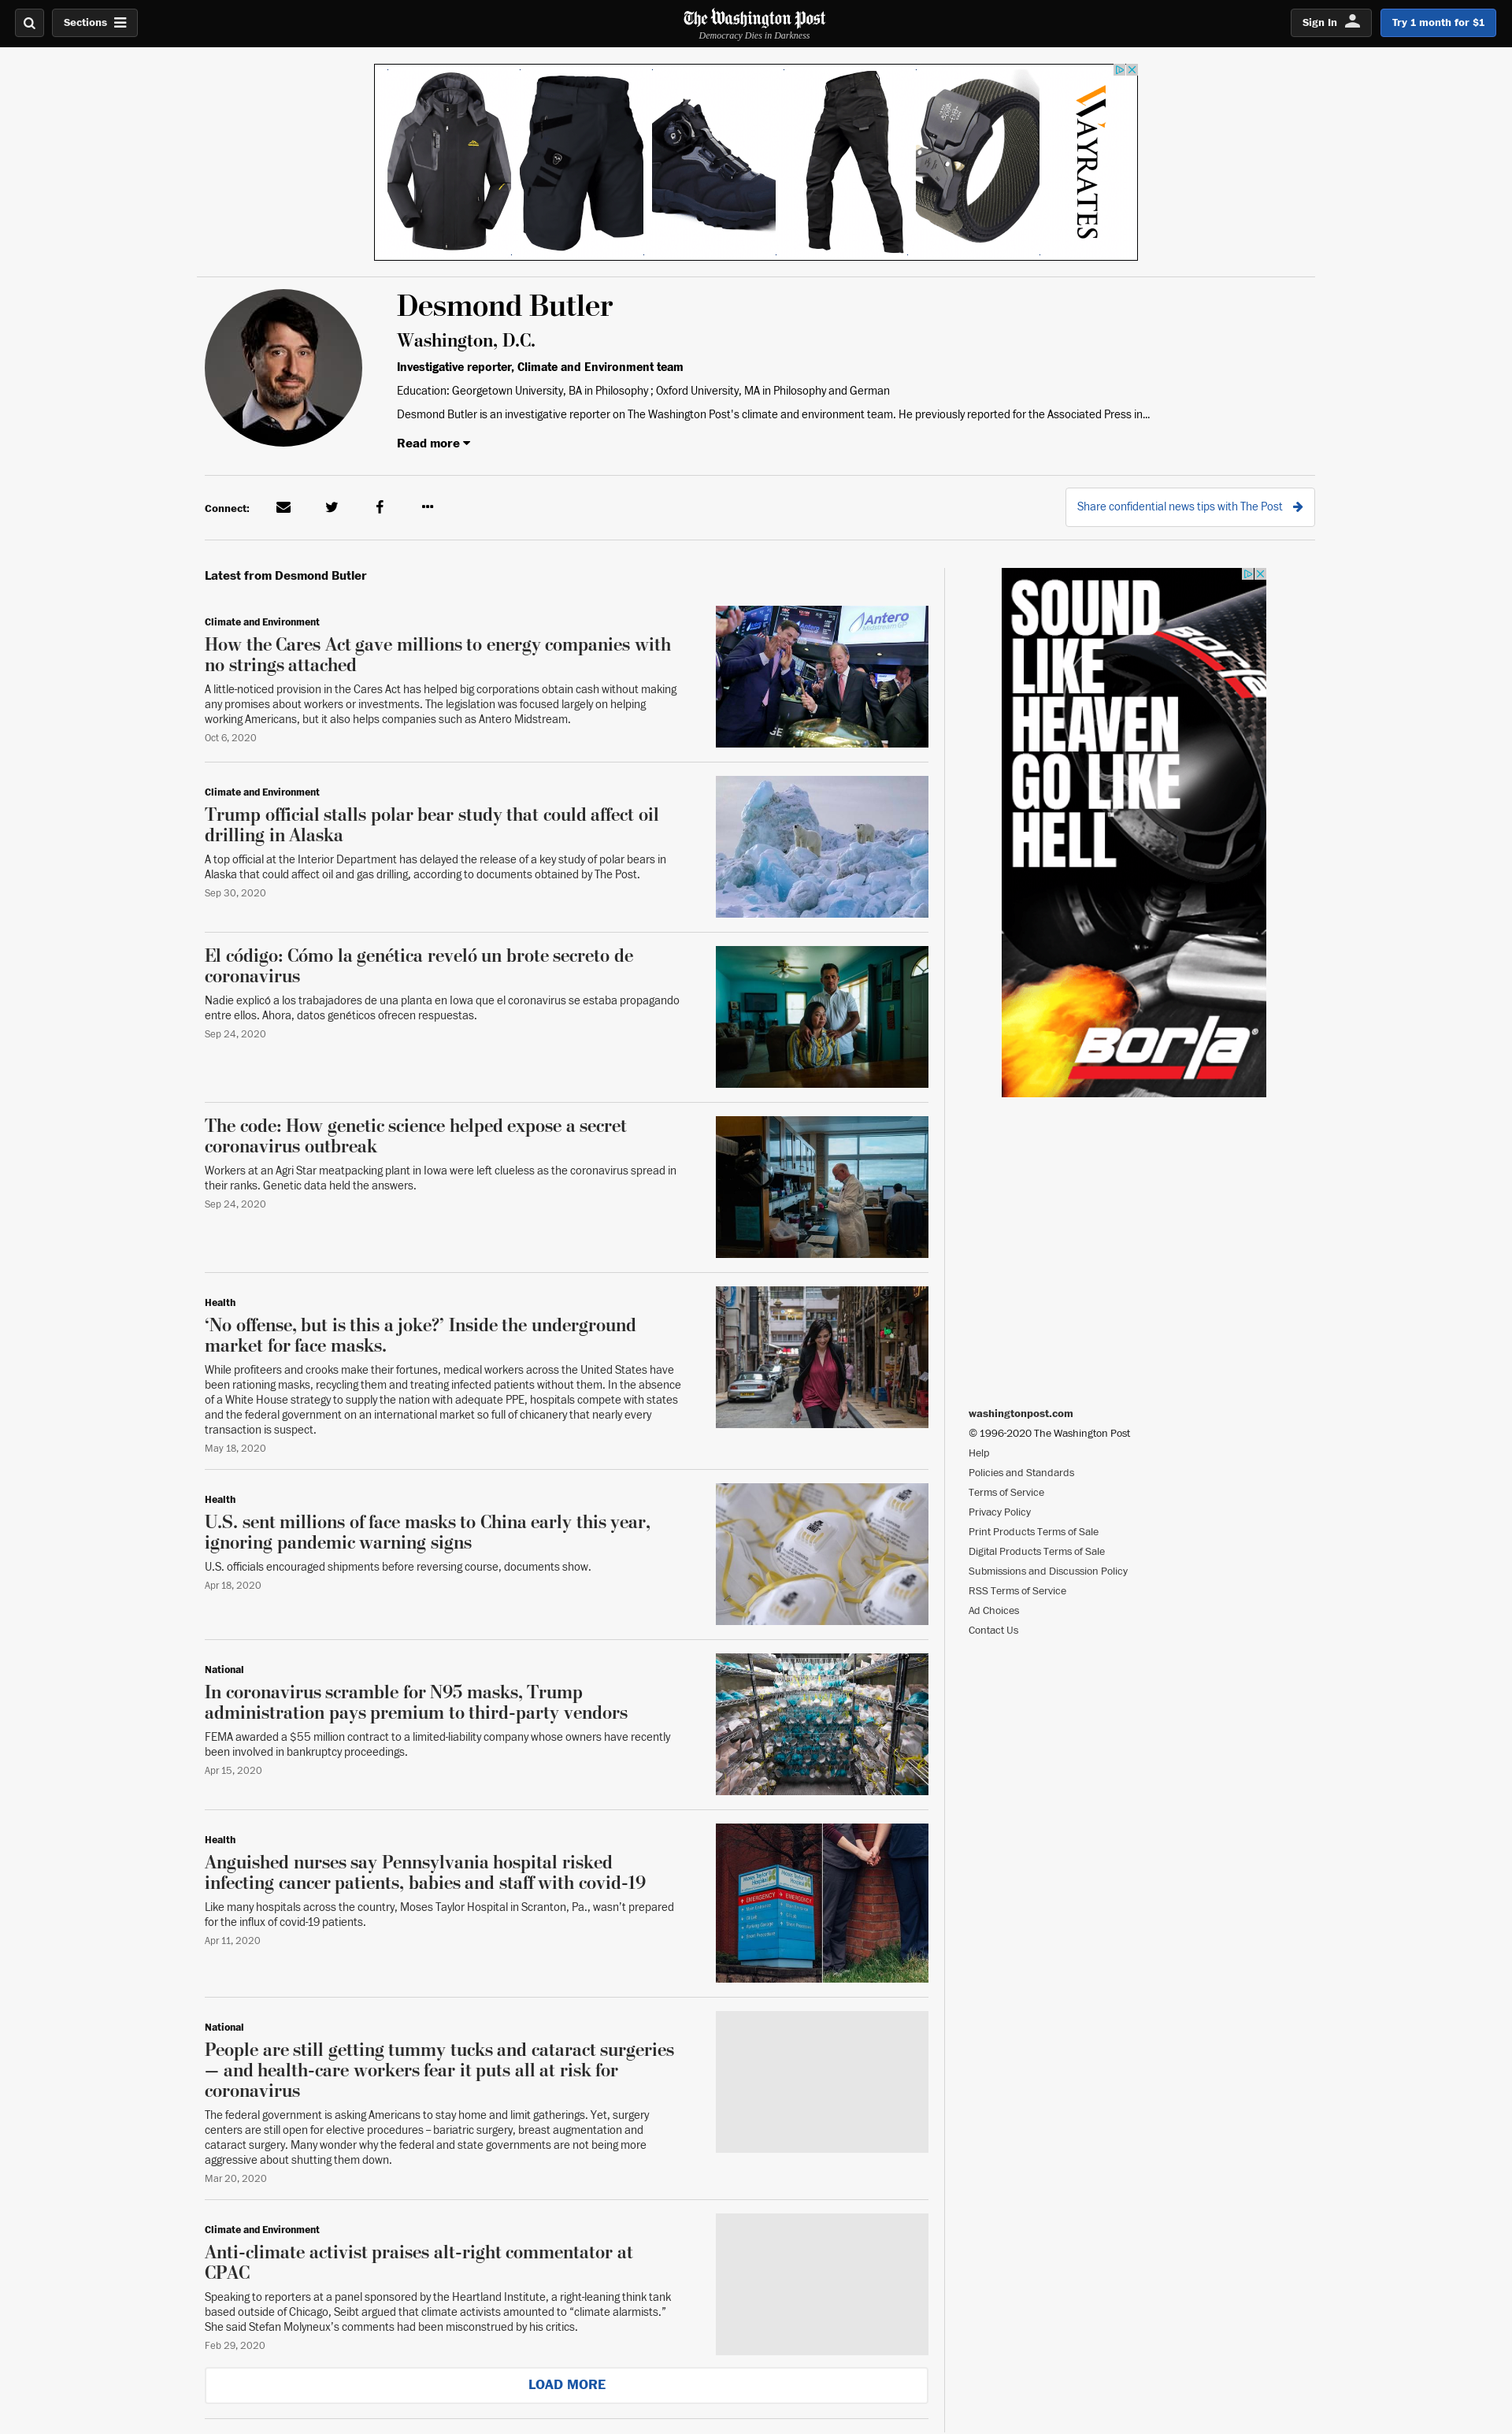 Sections
The Washington Post
Democracy Dies in Darkness
Sign In
Try 1 month for $1
WAYRATES
Desmond Butler
Washington, D.C.
Investigative reporter, Climate and Environment team
Education: Georgetown University, BA in Philosophy ; Oxford University, MA in Philosophy and German
Desmond Butler is an investigative reporter on The Washington Post's climate and environment team. He previously reported for the Associated Press in...
Read more
Connect:
Share confidential news tips with The Post
Latest from Desmond Butler
Climate and Environment
How the Cares Act gave millions to energy companies with
no strings attached
A little-noticed provision in the Cares Act has helped big corporations obtain cash without making
any promises about workers or investments. The legislation was focused largely on helping
working Americans, but it also helps companies such as Antero Midstream.
Oct 6, 2020
Antero
Midstream GP
Climate and Environment
Trump official stalls polar bear study that could affect oil
drilling in Alaska
A top official at the Interior Department has delayed the release of a key study of polar bears in
Alaska that could affect oil and gas drilling, according to documents obtained by The Post.
Sep 30, 2020
El código: Cómo la genética reveló un brote secreto de
coronavirus
Nadie explicó a los trabajadores de una planta en Iowa que el coronavirus se estaba propagando
entre ellos. Ahora, datos genéticos ofrecen respuestas.
Sep 24, 2020
The code: How genetic science helped expose a secret
coronavirus outbreak
Workers at an Agri Star meatpacking plant in Iowa were left clueless as the coronavirus spread in
their ranks. Genetic data held the answers.
Sep 24, 2020
Health
‘No offense, but is this a joke?’ Inside the underground
market for face masks.
While profiteers and crooks make their fortunes, medical workers across the United States have
been rationing masks, recycling them and treating infected patients without them. In the absence
of a White House strategy to supply the nation with adequate PPE, hospitals compete with states
and the federal government on an international market so full of chicanery that nearly every
transaction is suspect.
May 18, 2020
Health
U.S. sent millions of face masks to China early this year,
ignoring pandemic warning signs
U.S. officials encouraged shipments before reversing course, documents show.
Apr 18, 2020
National
In coronavirus scramble for N95 masks, Trump
administration pays premium to third-party vendors
FEMA awarded a $55 million contract to a limited-liability company whose owners have recently
been involved in bankruptcy proceedings.
Apr 15, 2020
Health
Anguished nurses say Pennsylvania hospital risked
infecting cancer patients, babies and staff with covid-19
Like many hospitals across the country, Moses Taylor Hospital in Scranton, Pa., wasn’t prepared
for the influx of covid-19 patients.
Apr 11, 2020
EMERGENCY
EMERGENCY
National
People are still getting tummy tucks and cataract surgeries
— and health-care workers fear it puts all at risk for
coronavirus
The federal government is asking Americans to stay home and limit gatherings. Yet, surgery
centers are still open for elective procedures – bariatric surgery, breast augmentation and
cataract surgery. Many wonder why the federal and state governments are not being more
aggressive about shutting them down.
Mar 20, 2020
Climate and Environment
Anti-climate activist praises alt-right commentator at
CPAC
Speaking to reporters at a panel sponsored by the Heartland Institute, a right-leaning think tank
based outside of Chicago, Seibt argued that climate activists amounted to “climate alarmists.”
She said Stefan Molyneux’s comments had been misconstrued by his critics.
Feb 29, 2020
LOAD MORE
SOUND
LIKE
HEAVEN
GO LIKE
HELL
BORLA
BORLA®
washingtonpost.com
© 1996-2020 The Washington Post
Help
Policies and Standards
Terms of Service
Privacy Policy
Print Products Terms of Sale
Digital Products Terms of Sale
Submissions and Discussion Policy
RSS Terms of Service
Ad Choices
Contact Us